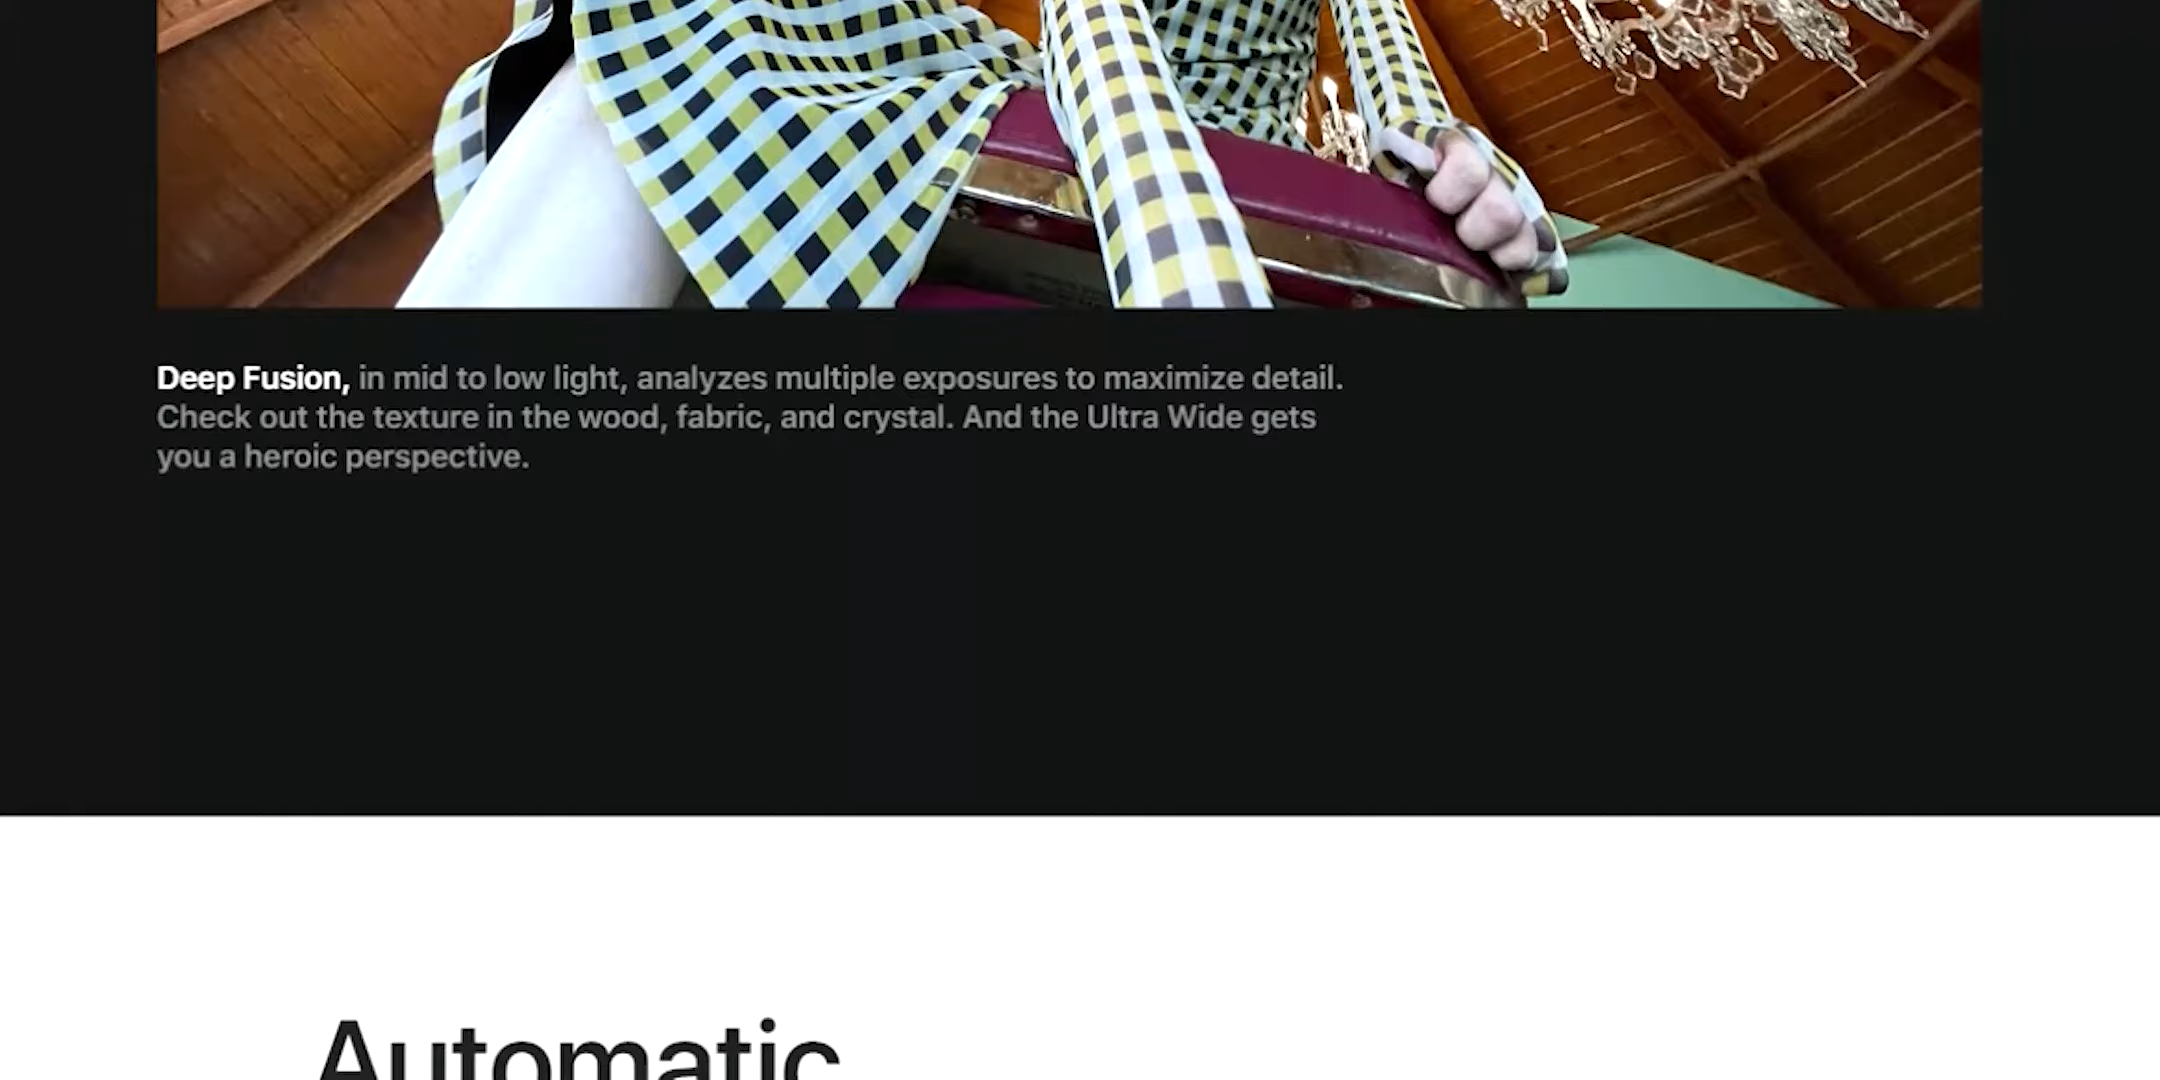 Deep Fusion, in mid to low light, analyzes multiple exposures to maximize detail.
Check out the texture in the wood, fabric, and crystal. And the Ultra Wide gets
you a heroic perspective.
Automatic